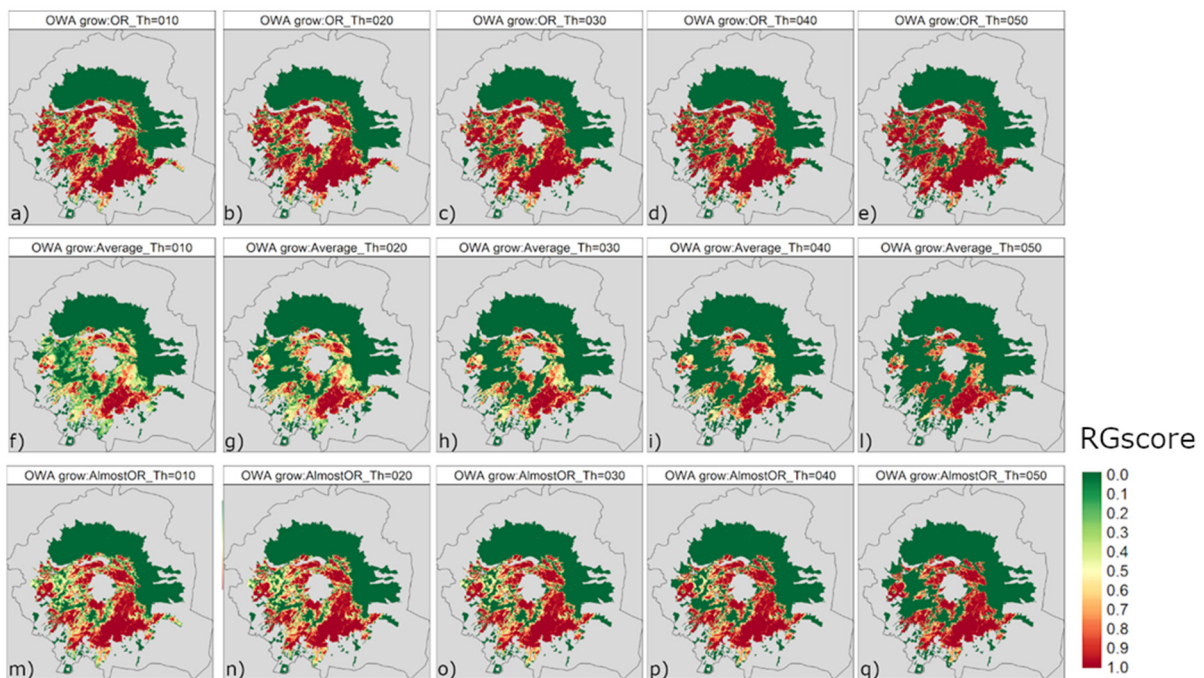 OWA grow:OR_Th=010 OWA grow:OR_Th=020 OWA grow:OR_Th=030 OWA grow:OR_Th=040 OWA grow:OR_Th=050
a) b) c) d) e)
OWA grow:Average_Th=010 OWA grow:Average_Th=020 OWA grow:Average_Th=030 OWA grow:Average_Th=040 OWA grow:Average_Th=050
f) g) h) i) l)
OWA grow:AlmostOR_Th=010 OWA grow:AlmostOR_Th=020 OWA grow:AlmostOR_Th=030 OWA grow:AlmostOR_Th=040 OWA grow:AlmostOR_Th=050
m) n) o) p) q)
RGscore
0.0
0.1
0.2
0.3
0.4
0.5
0.6
0.7
0.8
0.9
1.0